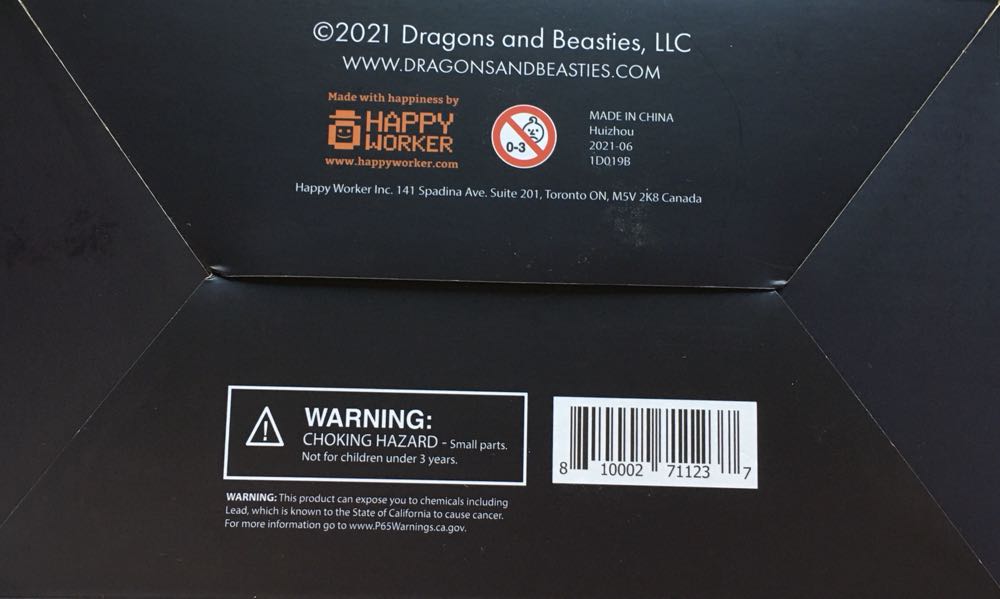 ©2021 Dragons and Beasties, LLC
WWW.DRAGONSANDBEASTIES.COM
Made with happiness by
HAPPY
WORKER
www.happyworker.com
0-3
MADE IN CHINA
Huizhou
2021-06
1DQ19B
Happy Worker Inc. 141 Spadina Ave. Suite 201, Toronto ON, M5V 2K8 Canada
WARNING:
CHOKING HAZARD - Small parts.
Not for children under 3 years.
8 10002 71123 7
WARNING: This product can expose you to chemicals including
Lead, which is known to the State of California to cause cancer.
For more information go to www.P65Warnings.ca.gov.